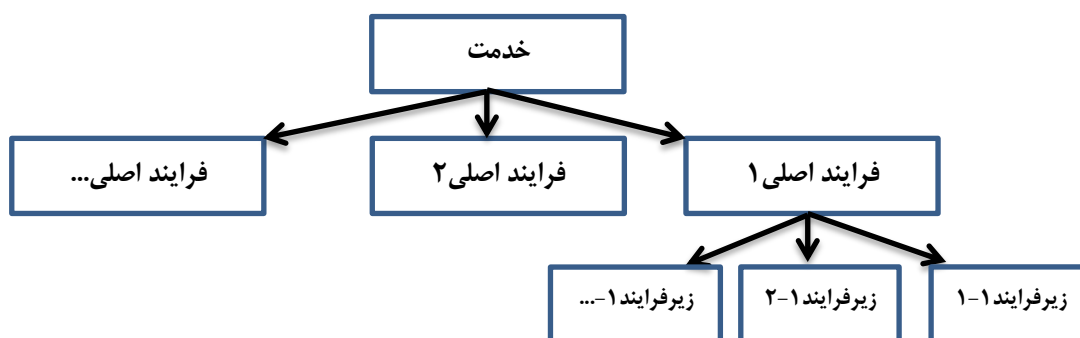 خدمت
فرایند اصلی۱
فرایند اصلی۲
فرایند اصلی...
زیرفرایند۱-۱
زیرفرایند۱-۲
زیرفرایند۱-...